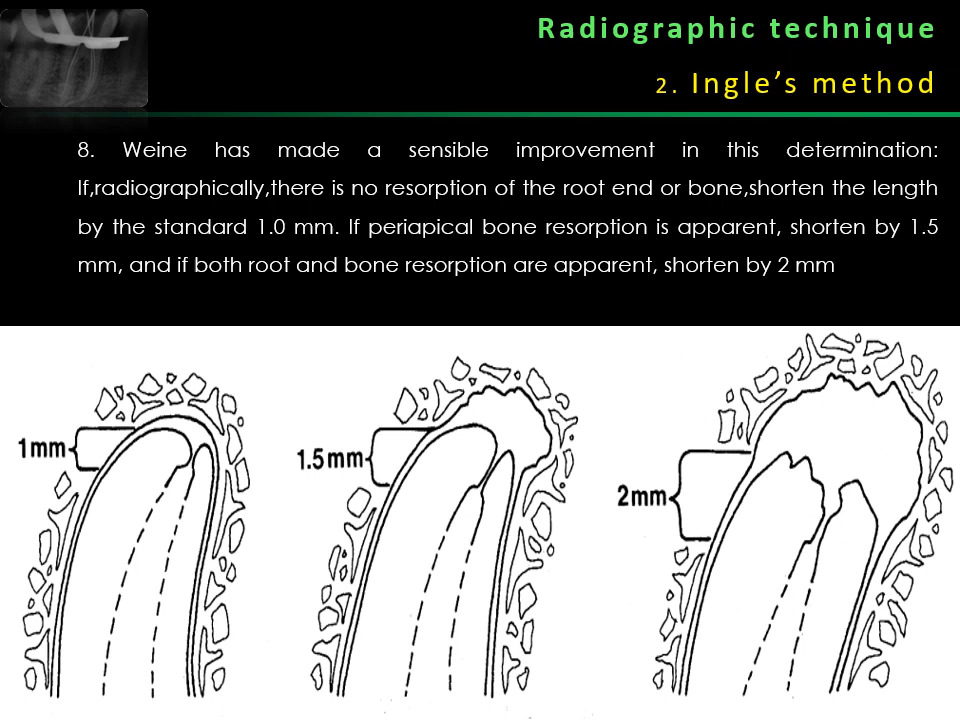 Radiographic technique
2. Ingle’s method
8. Weine has made a sensible improvement in this determination:
If,radiographically,there is no resorption of the root end or bone,shorten the length
by the standard 1.0 mm. If periapical bone resorption is apparent, shorten by 1.5
mm, and if both root and bone resorption are apparent, shorten by 2 mm
1mm
1.5mm
2mm